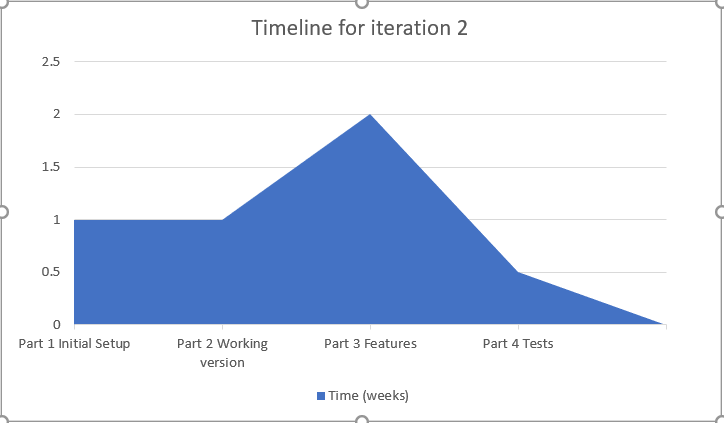 Timeline for iteration 2
2.5
2
1.5
1
0.5
0
Part 1 Initial Setup
Part 2 Working
version
Part 3 Features
Part 4 Tests
Time (weeks)